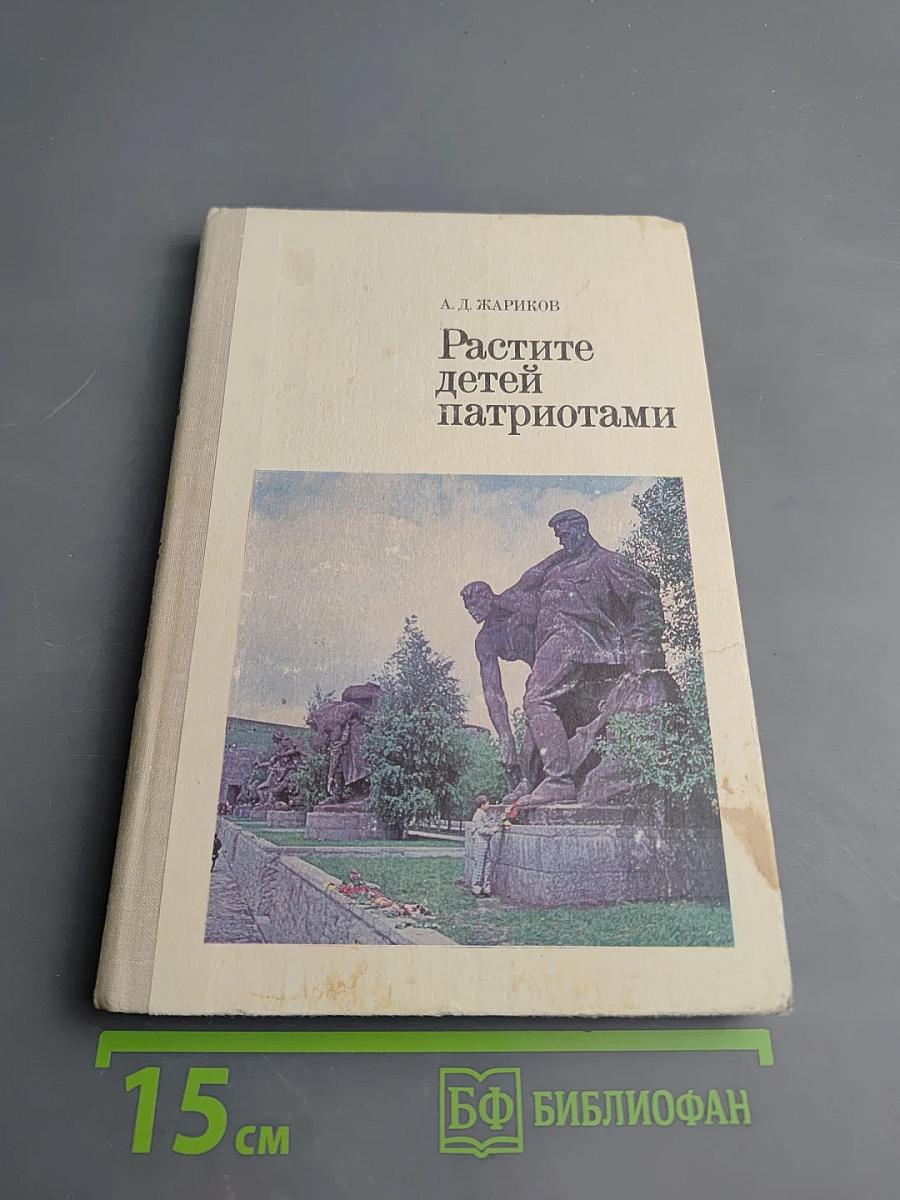 А. Д. ЖАРИКОВ
Растите
детей
патриотами
15 см
БФ БИБЛИОФАН